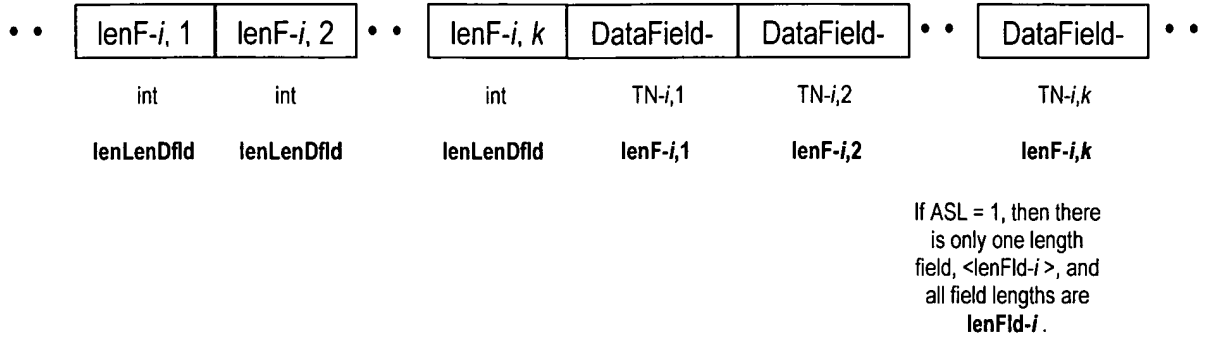 • • lenF-i, 1 lenF-i, 2 • • lenF-i, k DataField- DataField- • • DataField- • •
int int int TN-i,1 TN-i,2 TN-i,k
lenLenDfld lenLenDfld lenLenDfld lenF-i,1 lenF-i,2 lenF-i,k
If ASL = 1, then there
is only one length
field, <lenFld-i >, and
all field lengths are
lenFld-i .